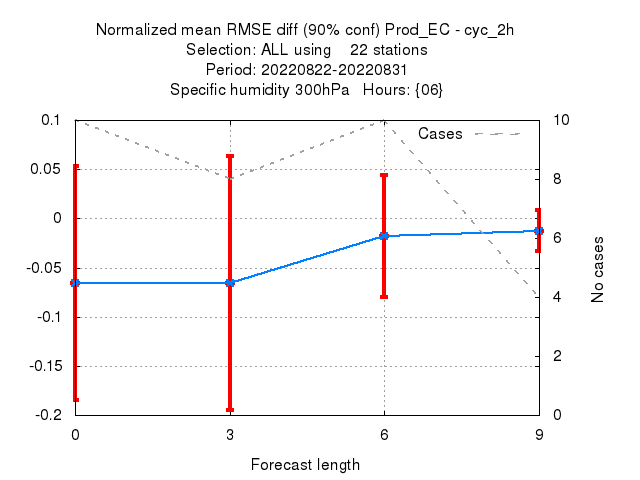 Normalized mean RMSE diff (90% conf) Prod_EC - cyc_2h
Selection: ALL using 22 stations
Period: 20220822-20220831
Specific humidity 300hPa Hours: {06}
Cases
0.1
0.05
0
-0.05
-0.1
-0.15
-0.2
10
8
6
4
2
0
No cases
0 3 6 9
Forecast length